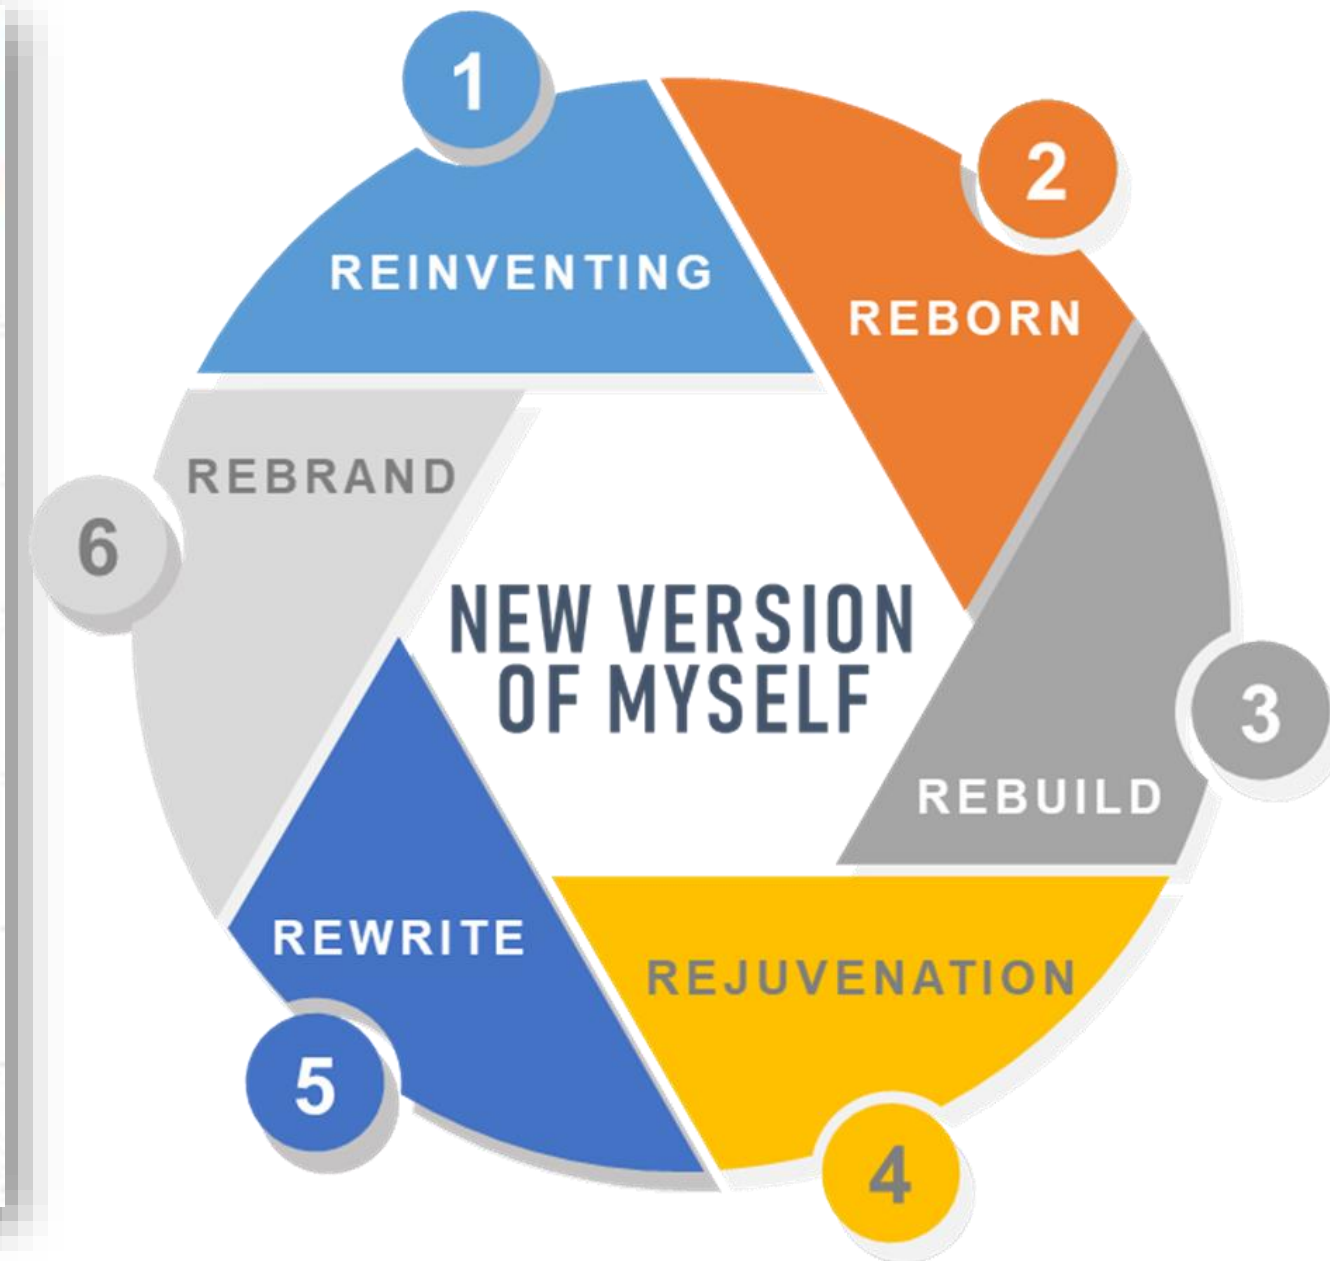 1
REINVENTING
2
REBORN
3
REBUILD
4
REJUVENATION
5
REWRITE
6
REBRAND
NEW VERSION
OF MYSELF